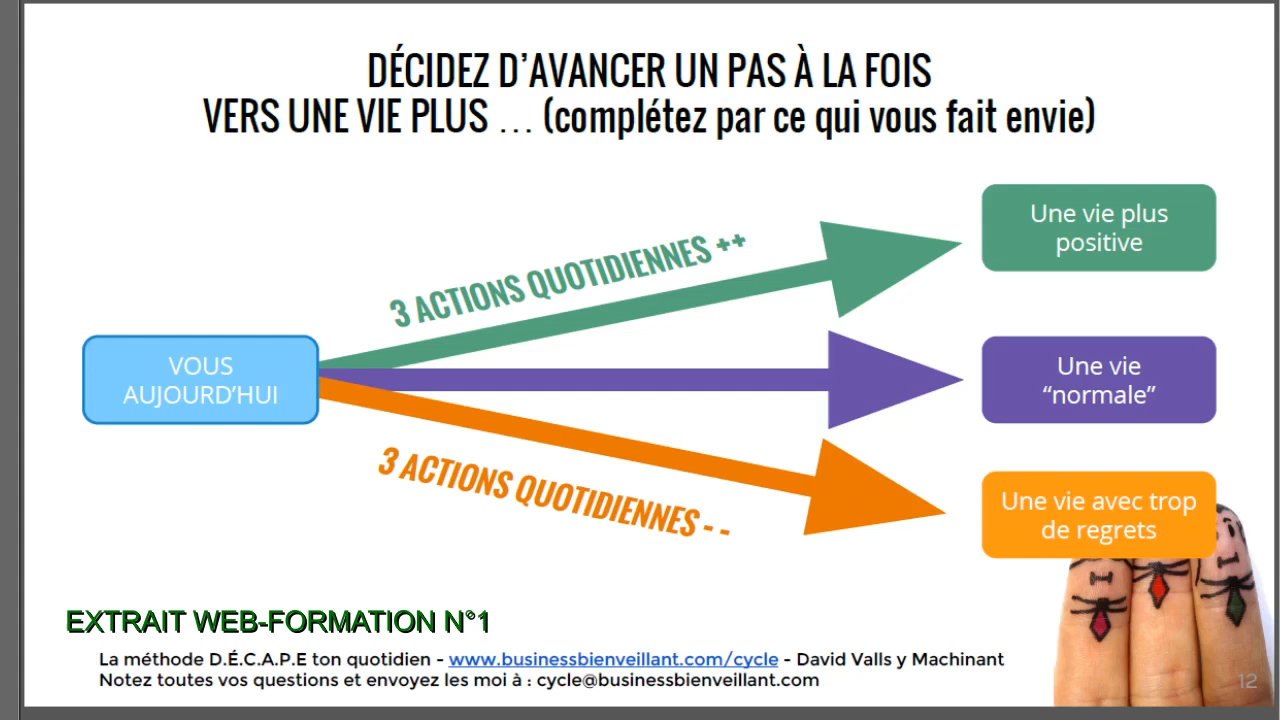 DÉCIDEZ D’AVANCER UN PAS À LA FOIS
VERS UNE VIE PLUS ... (complétez par ce qui vous fait envie)
Une vie plus
positive
3 ACTIONS QUOTIDIENNES ++
VOUS
AUJOURD’HUI
Une vie
“normale”
3 ACTIONS QUOTIDIENNES - -
Une vie avec trop
de regrets
EXTRAIT WEB-FORMATION N°1
La méthode D.É.C.A.P.E ton quotidien - www.businessbienveillant.com/cycle - David Valls y Machinant
Notez toutes vos questions et envoyez les moi à : cycle@businessbienveillant.com
12